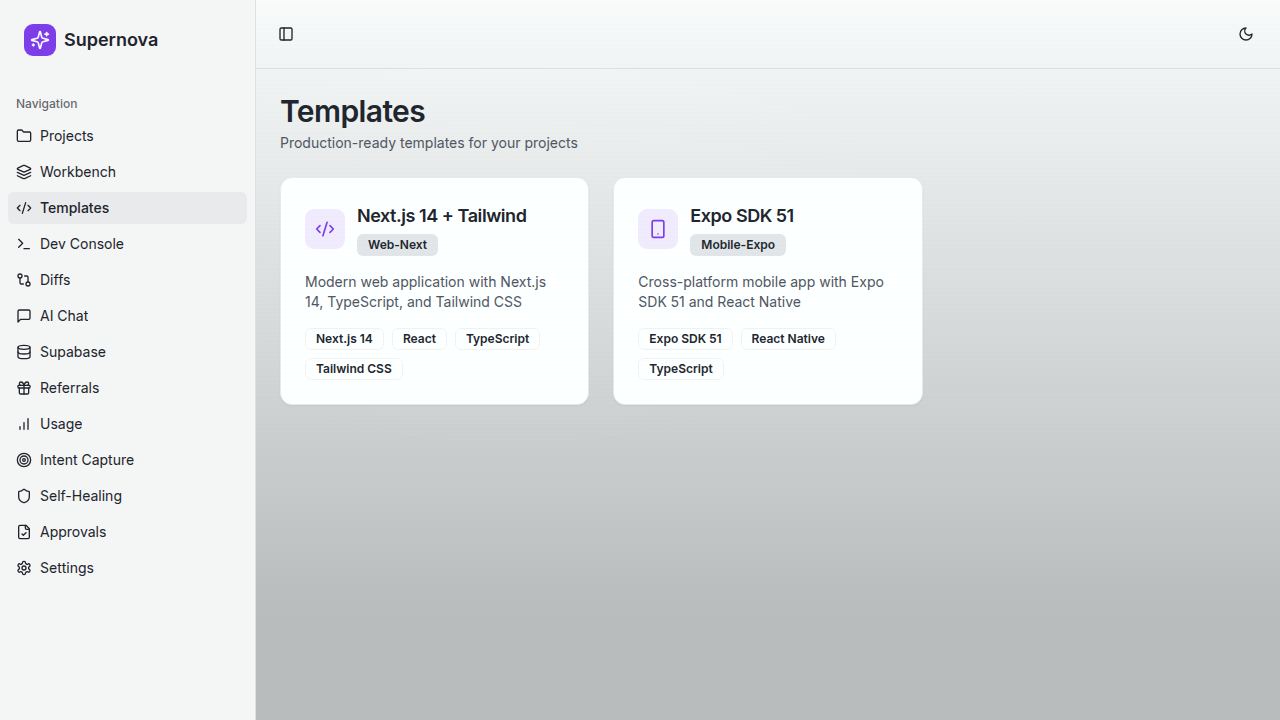 Supernova
Navigation
Projects
Workbench
Templates
Dev Console
Diffs
AI Chat
Supabase
Referrals
Usage
Intent Capture
Self-Healing
Approvals
Settings
Templates
Production-ready templates for your projects
Next.js 14 + Tailwind
Web-Next
Modern web application with Next.js
14, TypeScript, and Tailwind CSS
Next.js 14 React TypeScript
Tailwind CSS
Expo SDK 51
Mobile-Expo
Cross-platform mobile app with Expo
SDK 51 and React Native
Expo SDK 51 React Native
TypeScript